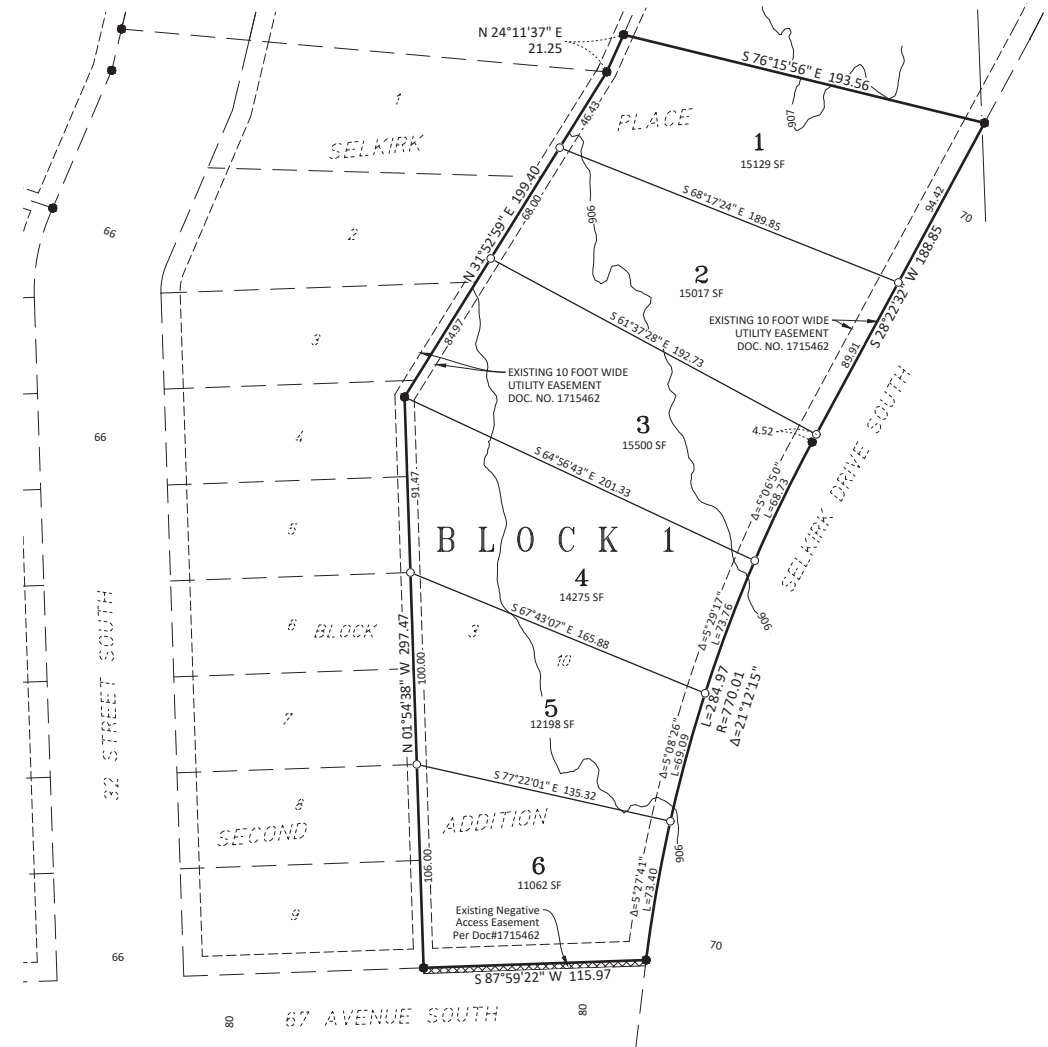 N 24°11'37" E
21.25
S 76°15'56" E 193.56
1
SELKIRK
PLACE
46.43
907
1
15129 SF
N 31°52'59" E 199.40
68.00
906
S 68°17'24" E 189.85
94.42
70
66
2
2
15017 SF
S 28°22'32" W 188.85
EXISTING 10 FOOT WIDE
UTILITY EASEMENT
DOC. NO. 1715462
89.91
S 61°37'28" E 192.73
84.97
3
EXISTING 10 FOOT WIDE
UTILITY EASEMENT
DOC. NO. 1715462
3
15500 SF
4.52
66
4
S 64°56'43" E 201.33
Δ=5°06'50"
L=68.73
SELKIRK DRIVE SOUTH
91.47
5
BLOCK 1
4
14275 SF
906
Δ=5°29'17"
L=73.76
32 STREET SOUTH
6 BLOCK
3
S 67°43'07" E 165.88
10
N 01°54'38" W 297.47
100.00
L=284.97
R=770.01
Δ=21°12'15"
7
5
12198 SF
Δ=5°08'26"
L=69.09
S 77°22'01" E 135.32
8
SECOND
ADDITION
906
106.00
6
11062 SF
Δ=5°27'41"
L=73.40
9
Existing Negative
Access Easement
Per Doc#1715462
66
70
S 87°59'22" W 115.97
80
67 AVENUE SOUTH
80